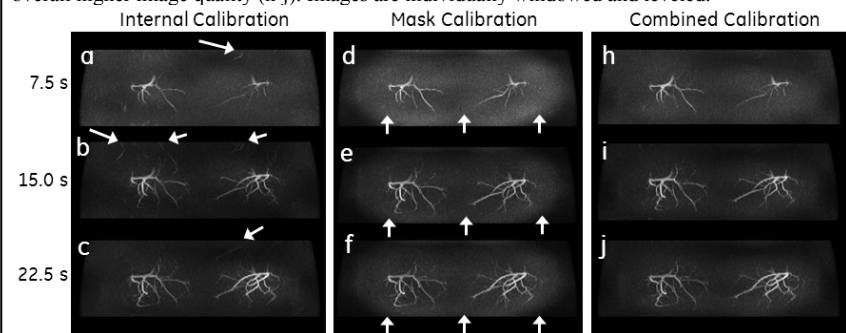 overall higher image quality (h-j). Images are individually windowed and leveled.
Internal Calibration Mask Calibration Combined Calibration
a d h
7.5 s
b e i
15.0 s
c f j
22.5 s